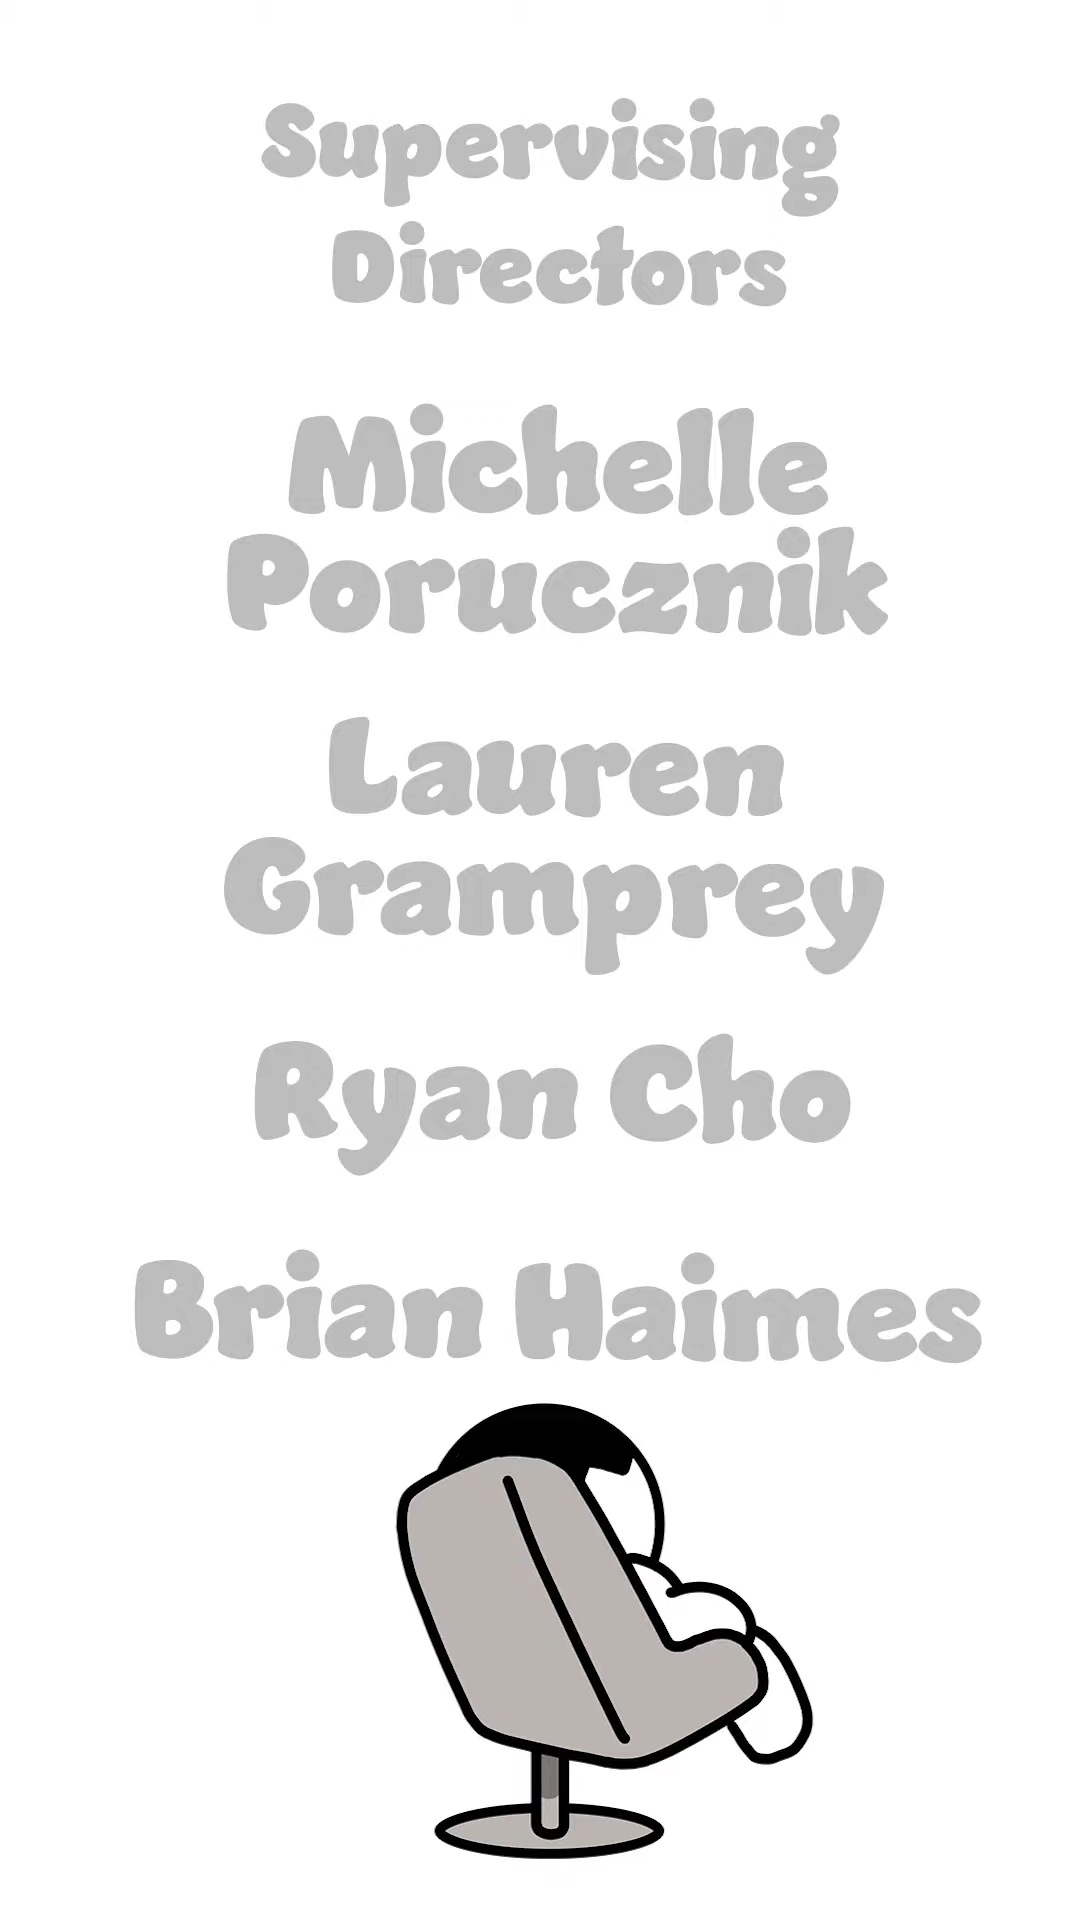 Supervising
Directors
Michelle
Porucznik
Lauren
Gramprey
Ryan Cho
Brian Haimes